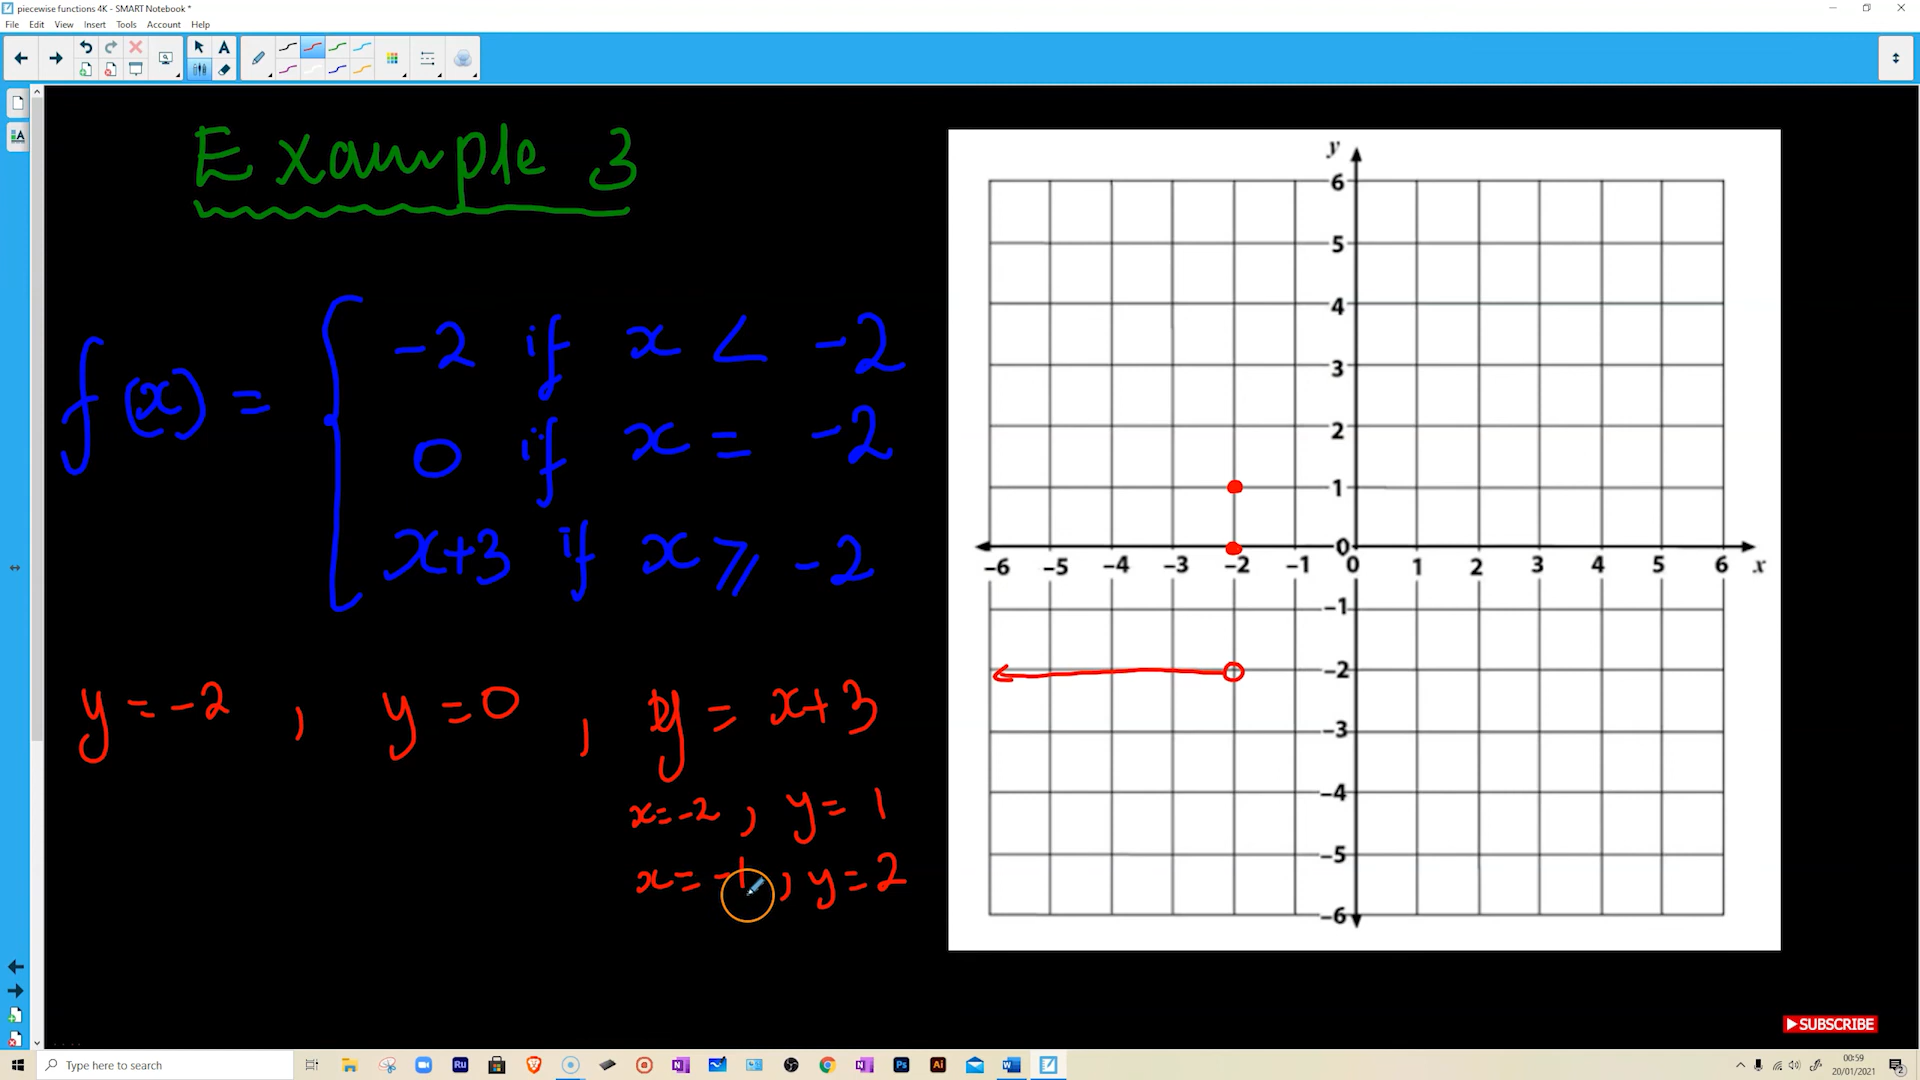 piecewise functions 4K - SMART Notebook *
File Edit View Insert Tools Account Help
Example 3
f(x) =
-2 if x < -2
0 if x = -2
x+3 if x ⩾ -2
y = -2 , y = 0 , y = x+3
x = -2 , y = 1
x = -1 , y = 2
y
6
5
4
3
2
1
0
–6 –5 –4 –3 –2 –1 0 1 2 3 4 5 6 x
–1
–2
–3
–4
–5
–6
SUBSCRIBE
Type here to search
00:59
20/01/2021